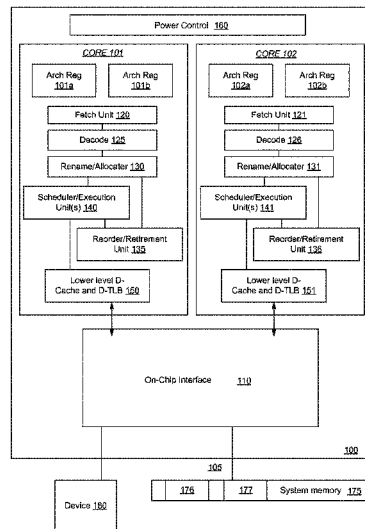 Power Control 160
CORE 101
Arch Reg 101a
Arch Reg 101b
Fetch Unit 120
Decode 125
Rename/Allocater 130
Scheduler/Execution Unit(s) 140
Reorder/Retirement Unit 135
Lower level D-Cache and D-TLB 150
CORE 102
Arch Reg 102a
Arch Reg 102b
Fetch Unit 121
Decode 126
Rename/Allocater 131
Scheduler/Execution Unit(s) 141
Reorder/Retirement Unit 136
Lower level D-Cache and D-TLB 151
On-Chip Interface 110
100
105
Device 180
176
177
System memory 175